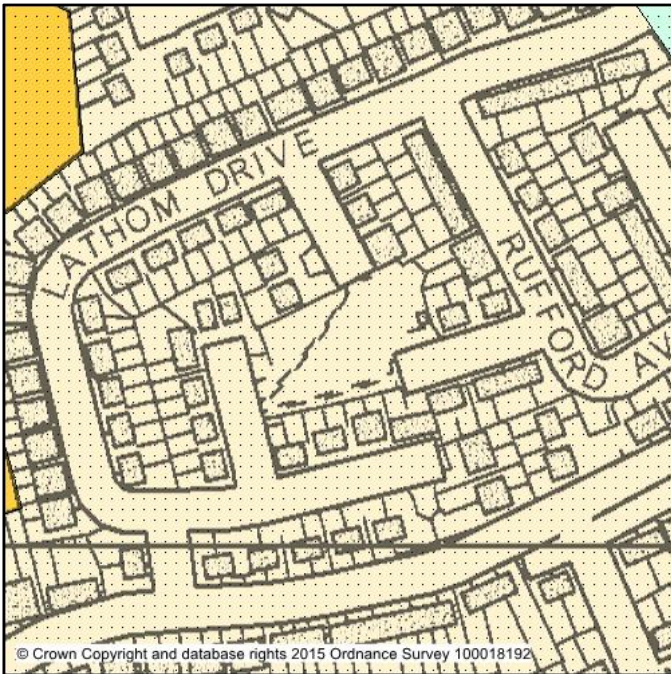 LATHOM DRIVE
RUFFORD AV
© Crown Copyright and database rights 2015 Ordnance Survey 100018192